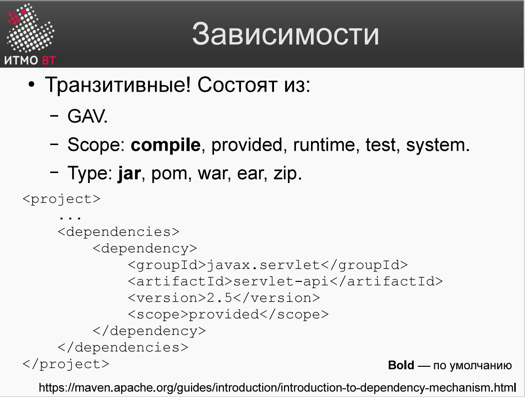 ИТМО ВТ
Зависимости
• Транзитивные! Состоят из:
– GAV.
– Scope: compile, provided, runtime, test, system.
– Type: jar, pom, war, ear, zip.
<project>
    ...
    <dependencies>
        <dependency>
            <groupId>javax.servlet</groupId>
            <artifactId>servlet-api</artifactId>
            <version>2.5</version>
            <scope>provided</scope>
        </dependency>
    </dependencies>
</project>
Bold — по умолчанию
https://maven.apache.org/guides/introduction/introduction-to-dependency-mechanism.html